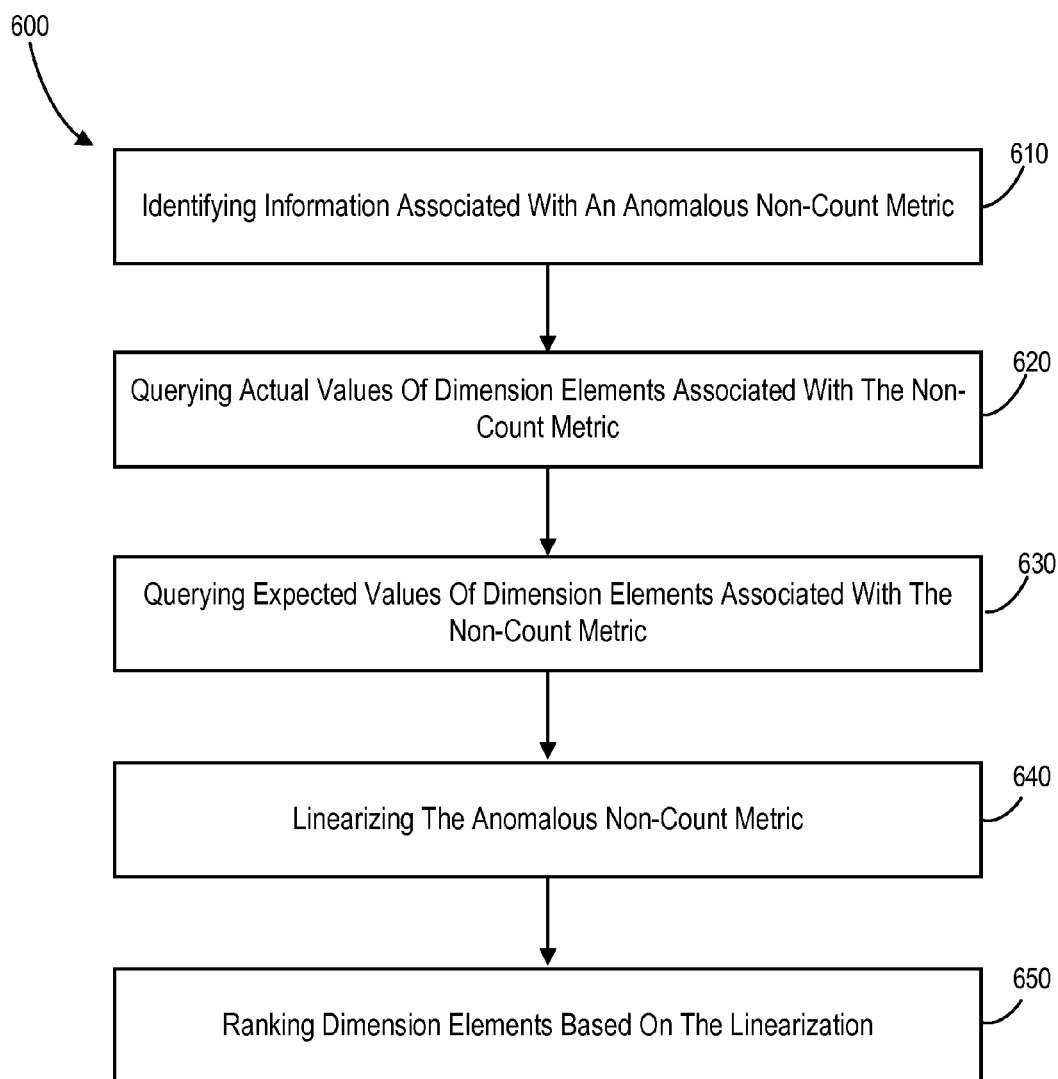 600
610
Identifying Information Associated With An Anomalous Non-Count Metric
620
Querying Actual Values Of Dimension Elements Associated With The Non-
Count Metric
630
Querying Expected Values Of Dimension Elements Associated With The
Non-Count Metric
640
Linearizing The Anomalous Non-Count Metric
650
Ranking Dimension Elements Based On The Linearization